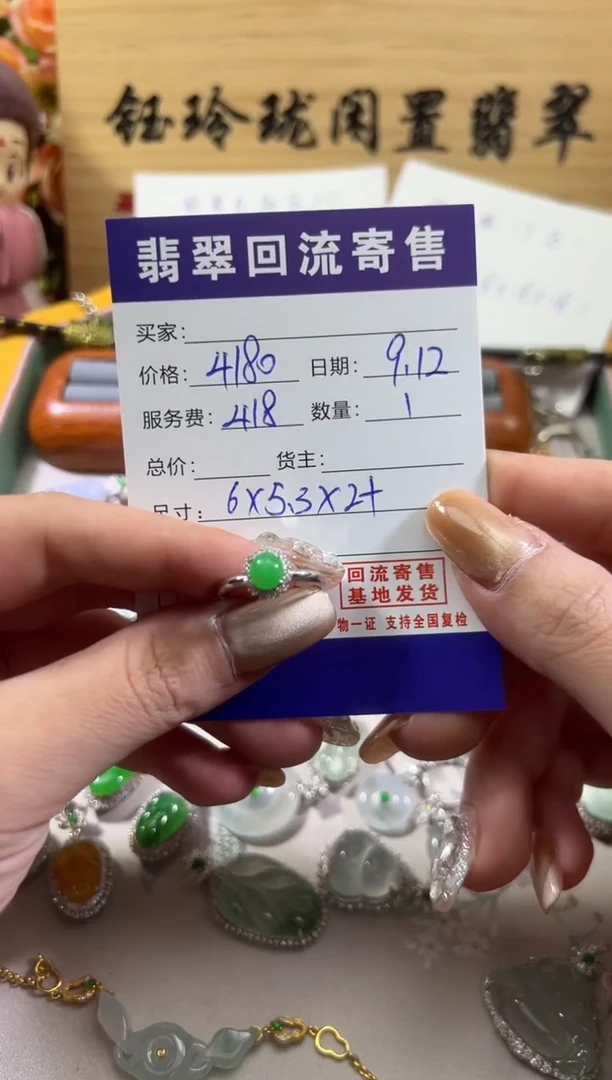 钰玲珑闲置翡翠
翡翠回流寄售
买家:
价格: 4180 日期: 9.12
服务费: 418 数量: 1
总价: 货主:
尺寸: 6X5.3X2+
回流寄售
基地发货
物一证 支持全国复检